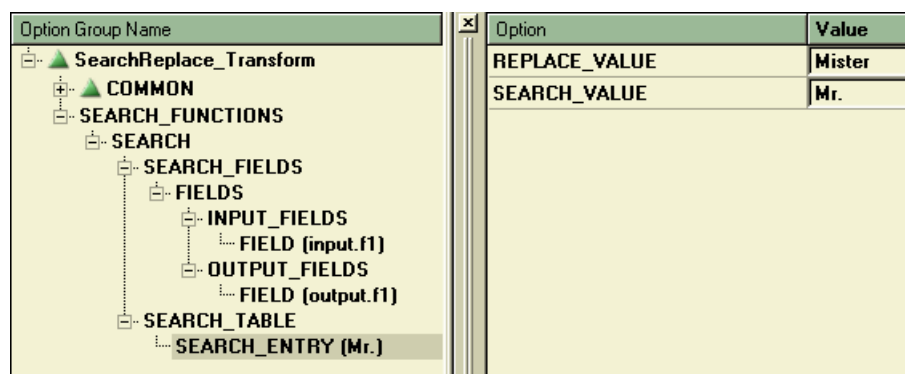 Option Group Name
SearchReplace_Transform
COMMON
SEARCH_FUNCTIONS
SEARCH
SEARCH_FIELDS
FIELDS
INPUT_FIELDS
FIELD (input.f1)
OUTPUT_FIELDS
FIELD (output.f1)
SEARCH_TABLE
SEARCH_ENTRY (Mr.)
Option Value
REPLACE_VALUE Mister
SEARCH_VALUE Mr.